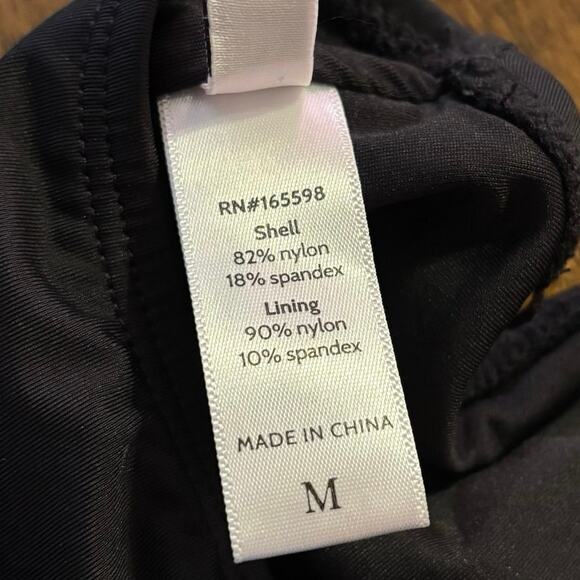 RN#165598
Shell
82% nylon
18% spandex
Lining
90% nylon
10% spandex
MADE IN CHINA
M